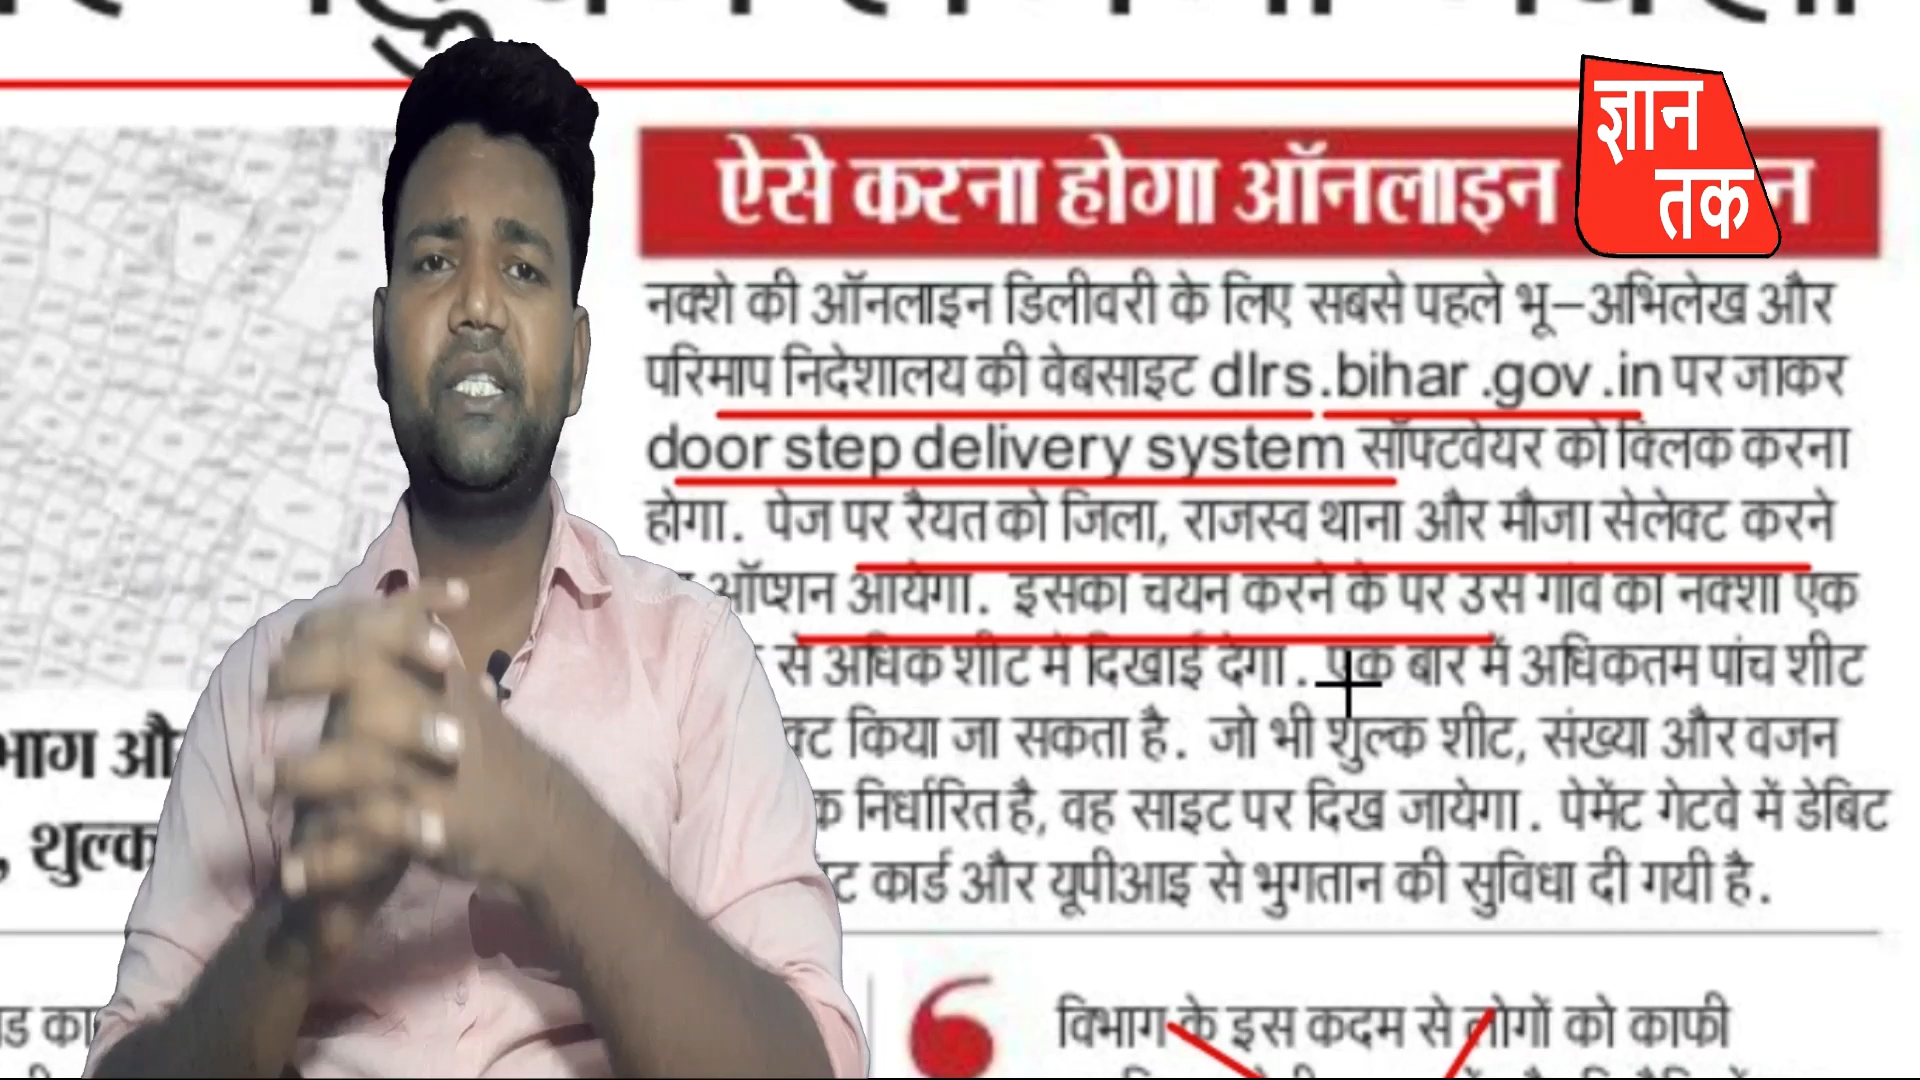 ज्ञान
तक
ऐसे करना होगा ऑनलाइन
नक्शे की ऑनलाइन डिलीवरी के लिए सबसे पहले भू–अभिलेख और
परिमाप निदेशालय की वेबसाइट dlrs.bihar.gov.in पर जाकर
door step delivery system सॉफ्टवेयर को क्लिक करना
होगा. पेज पर रैयत को जिला, राजस्व थाना और मौजा सेलेक्ट करने
ऑप्शन आयेगा. इसका चयन करने के पर उस गांव का नक्शा एक
से अधिक शीट में दिखाई देगा. एक बार में अधिकतम पांच शीट
किया जा सकता है. जो भी शुल्क शीट, संख्या और वजन
निर्धारित है, वह साइट पर दिख जायेगा. पेमेंट गेटवे में डेबिट
कार्ड और यूपीआइ से भुगतान की सुविधा दी गयी है.
, शुल्क
विभाग के इस कदम से लोगों को काफी